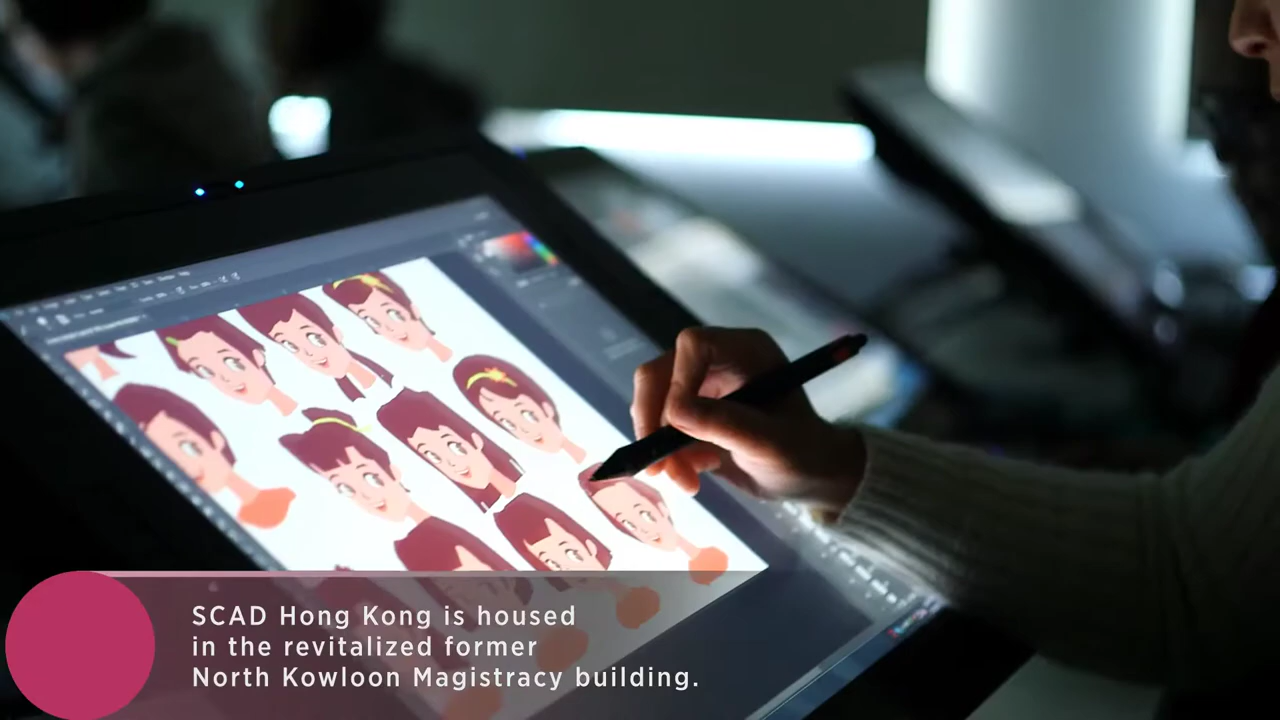 SCAD Hong Kong is housed
in the revitalized former
North Kowloon Magistracy building.